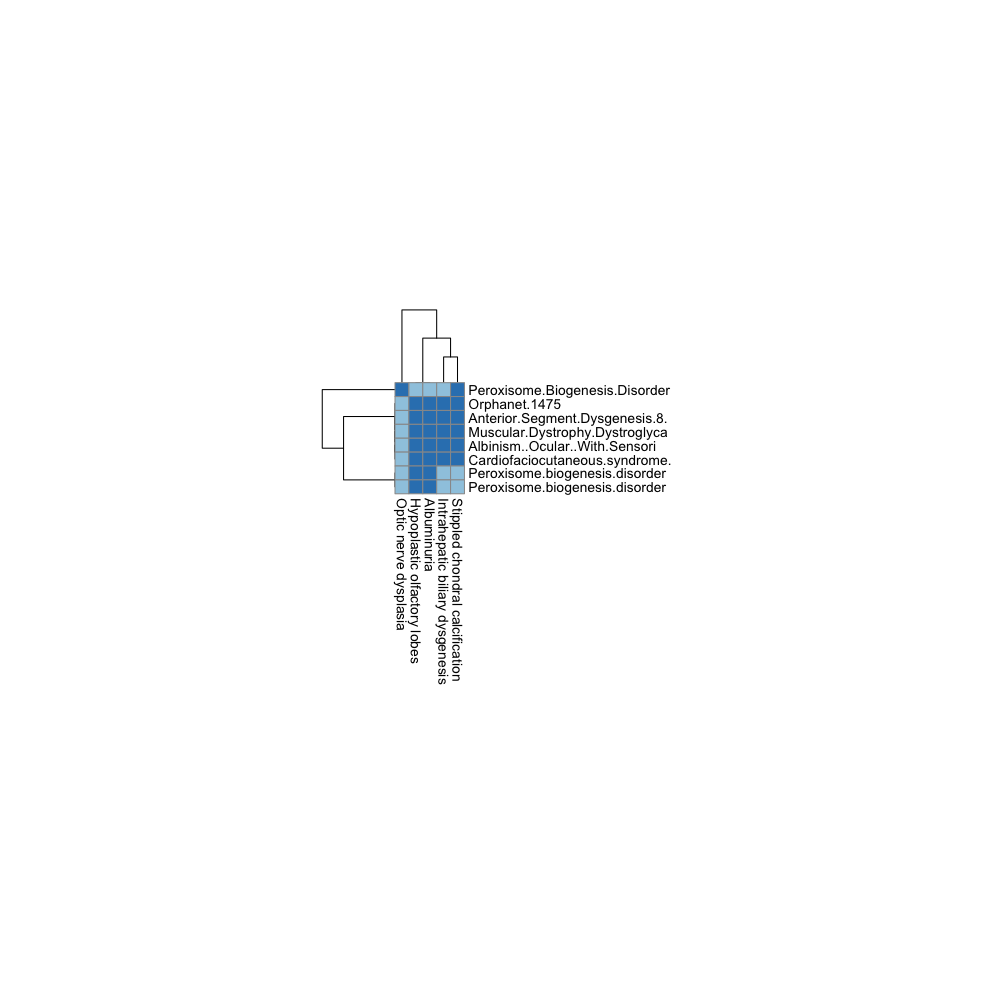 Peroxisome.Biogenesis.Disorder
Orphanet.1475
Anterior.Segment.Dysgenesis.8.
Muscular.Dystrophy.Dystroglyca
Albinism..Ocular..With.Sensori
Cardiofaciocutaneous.syndrome.
Peroxisome.biogenesis.disorder
Peroxisome.biogenesis.disorder
Optic nerve dysplasia
Hypoplastic olfactory lobes
Albuminuria
Intrahepatic biliary dysgenesis
Stippled chondral calcification